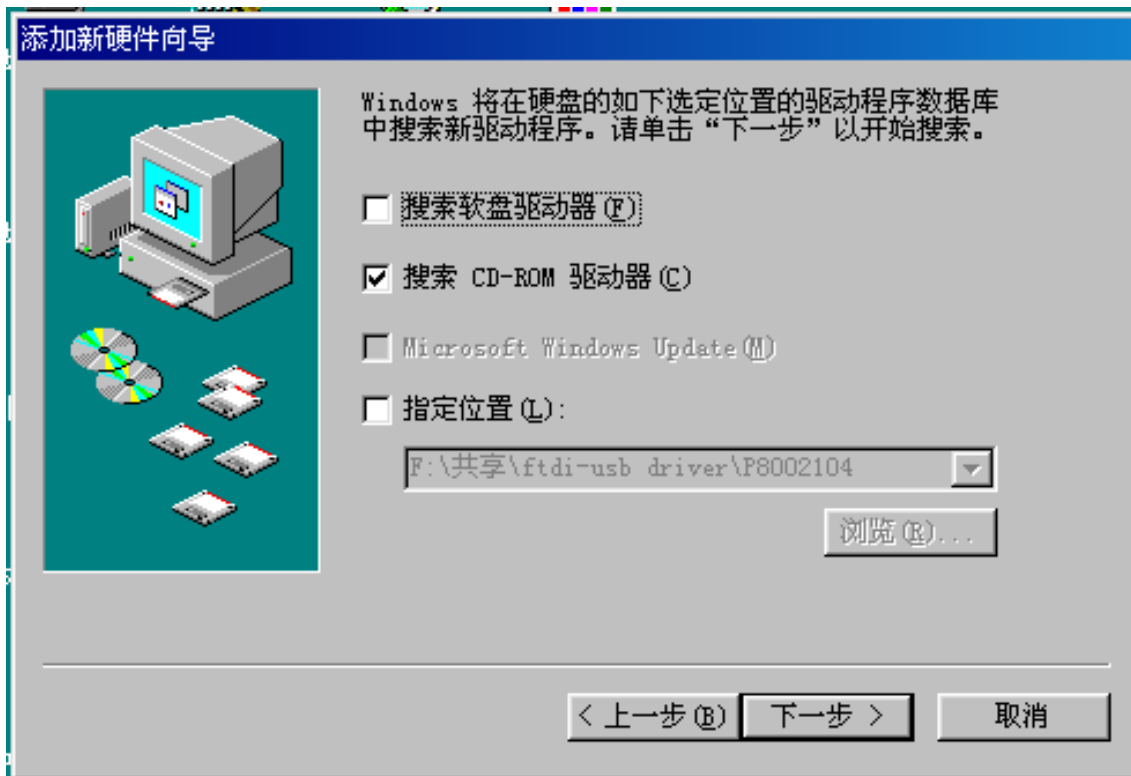 添加新硬件向导
Windows 将在硬盘的如下选定位置的驱动程序数据库
中搜索新驱动程序。请单击“下一步”以开始搜索。
搜索软盘驱动器(F)
搜索 CD-ROM 驱动器(C)
Microsoft Windows Update(M)
指定位置(L):
F:\共享\ftdi-usb driver\P8002104
浏览(R)...
< 上一步(B)
下一步 >
取消